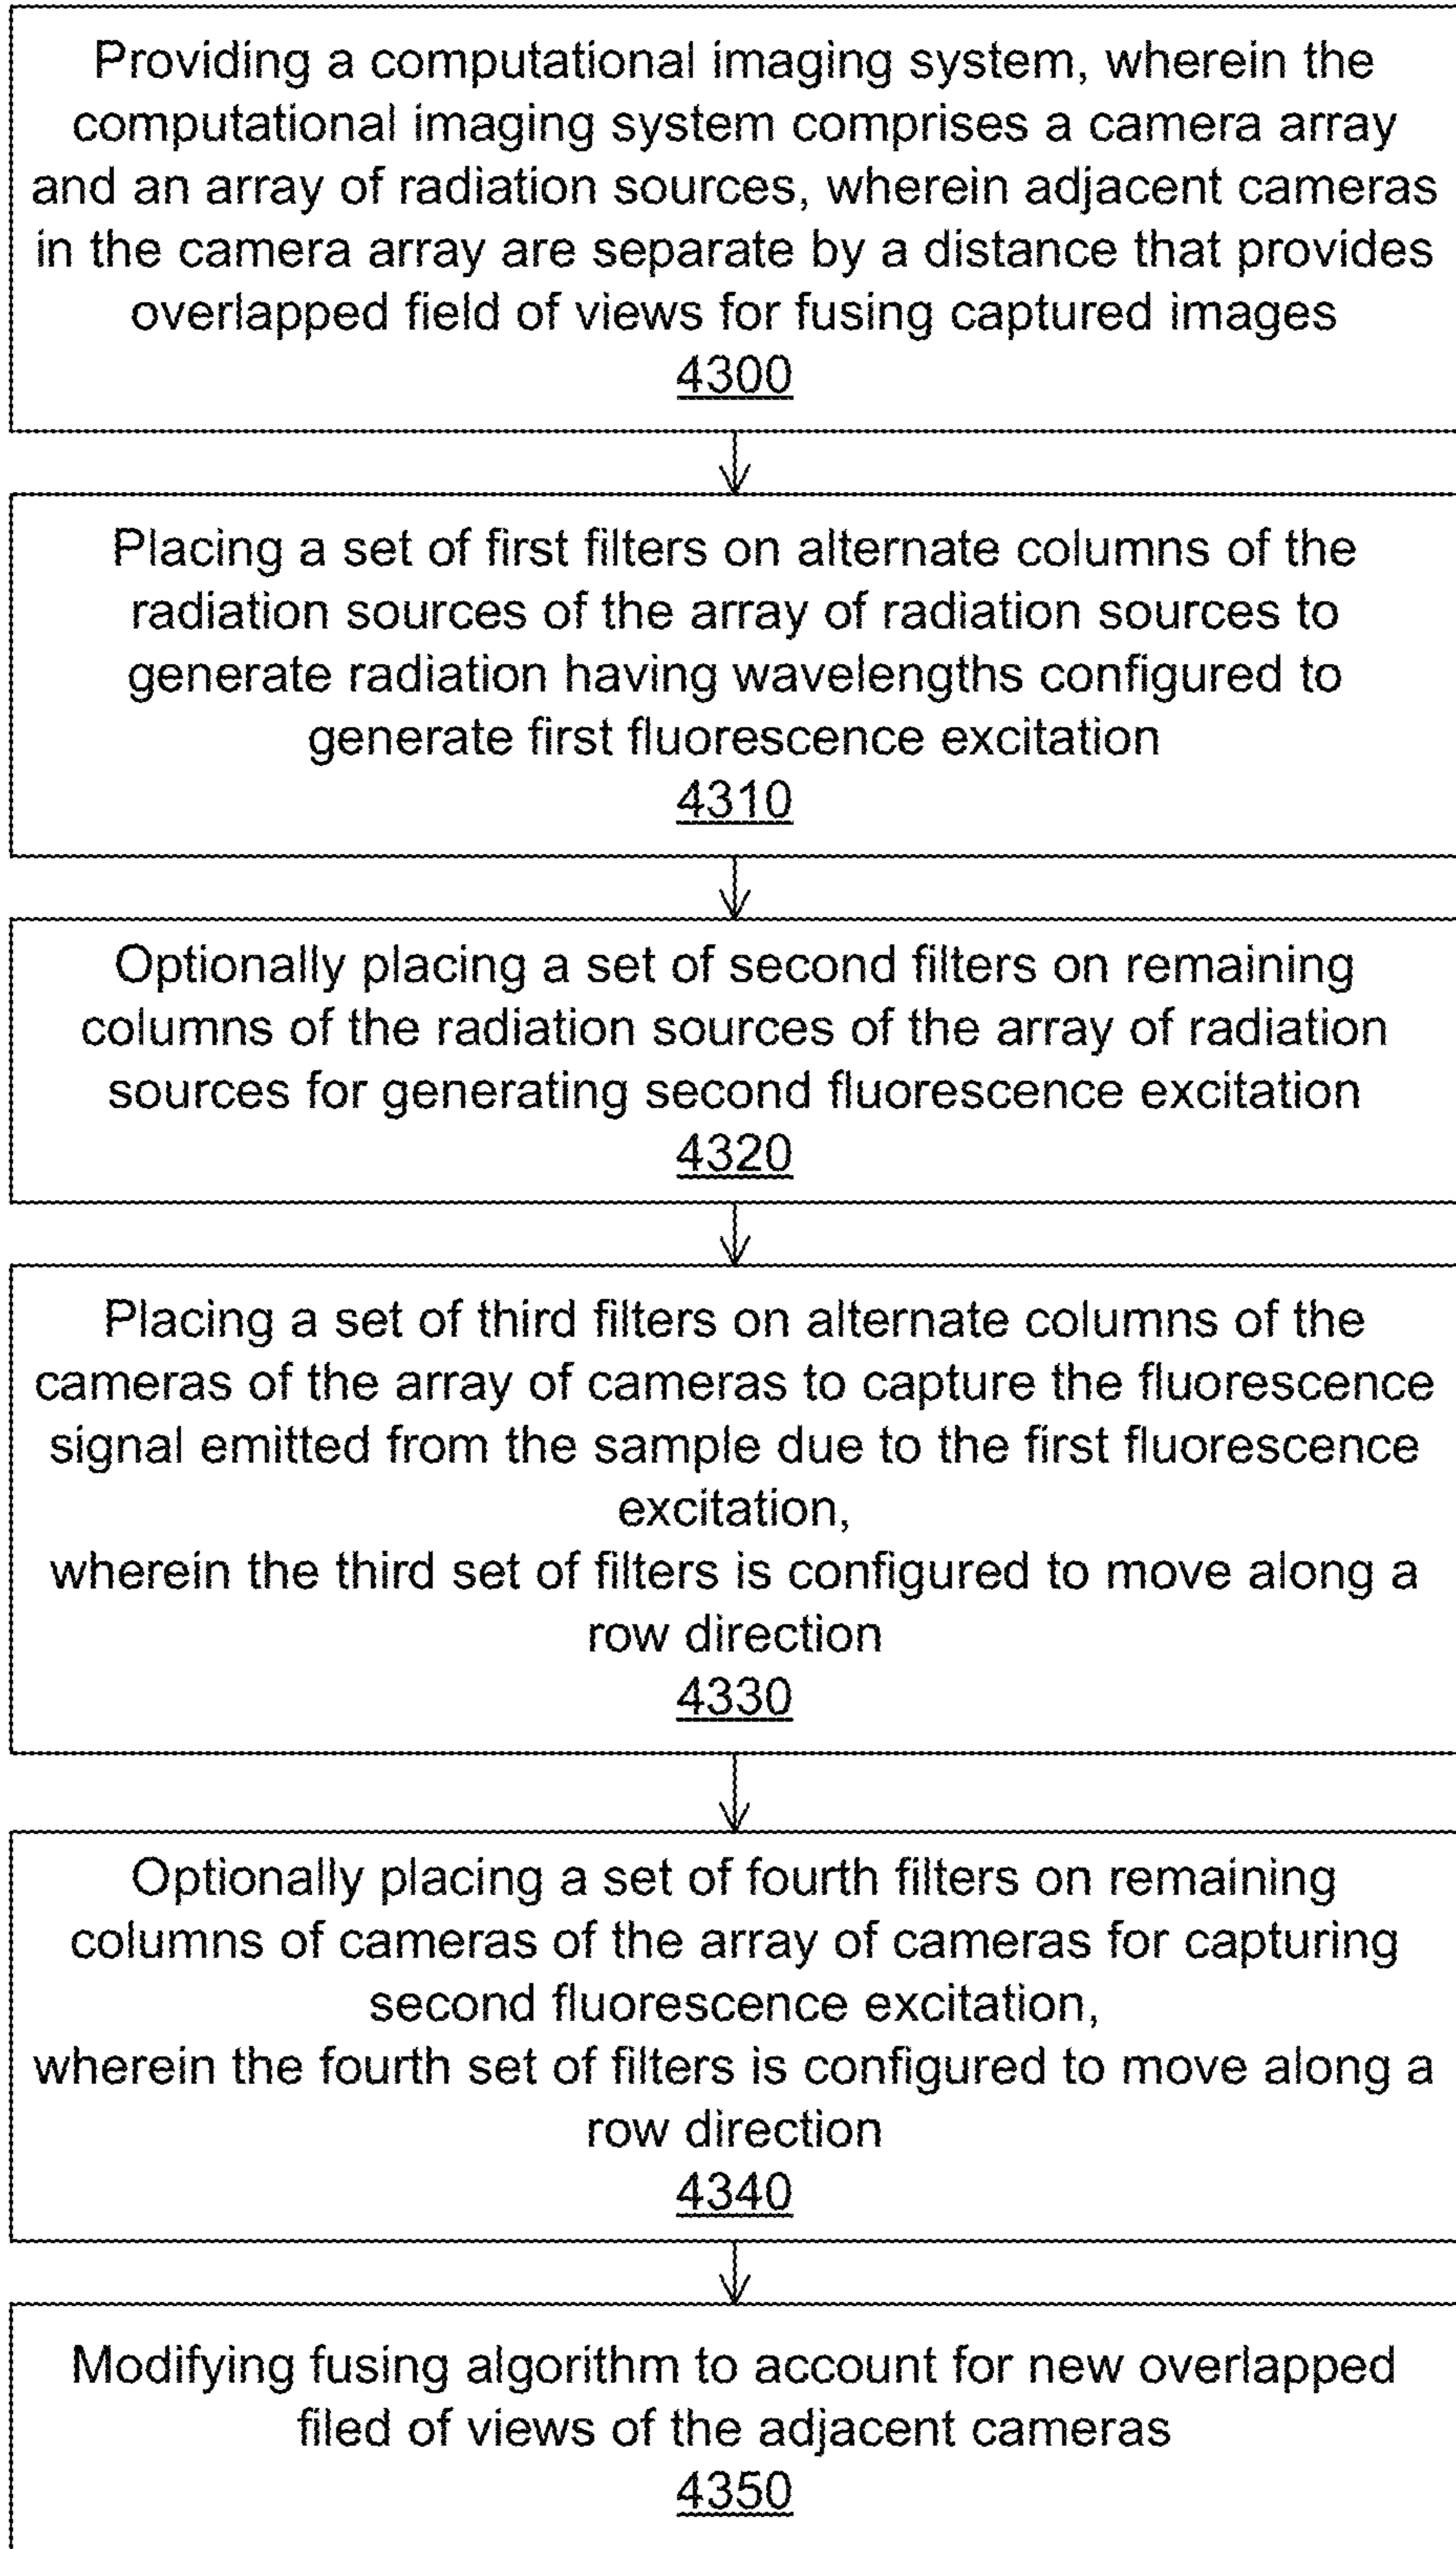 Providing a computational imaging system, wherein the
computational imaging system comprises a camera array
and an array of radiation sources, wherein adjacent cameras
in the camera array are separate by a distance that provides
overlapped field of views for fusing captured images
4300
Placing a set of first filters on alternate columns of the
radiation sources of the array of radiation sources to
generate radiation having wavelengths configured to
generate first fluorescence excitation
4310
Optionally placing a set of second filters on remaining
columns of the radiation sources of the array of radiation
sources for generating second fluorescence excitation
4320
Placing a set of third filters on alternate columns of the
cameras of the array of cameras to capture the fluorescence
signal emitted from the sample due to the first fluorescence
excitation,
wherein the third set of filters is configured to move along a
row direction
4330
Optionally placing a set of fourth filters on remaining
columns of cameras of the array of cameras for capturing
second fluorescence excitation,
wherein the fourth set of filters is configured to move along a
row direction
4340
Modifying fusing algorithm to account for new overlapped
filed of views of the adjacent cameras
4350